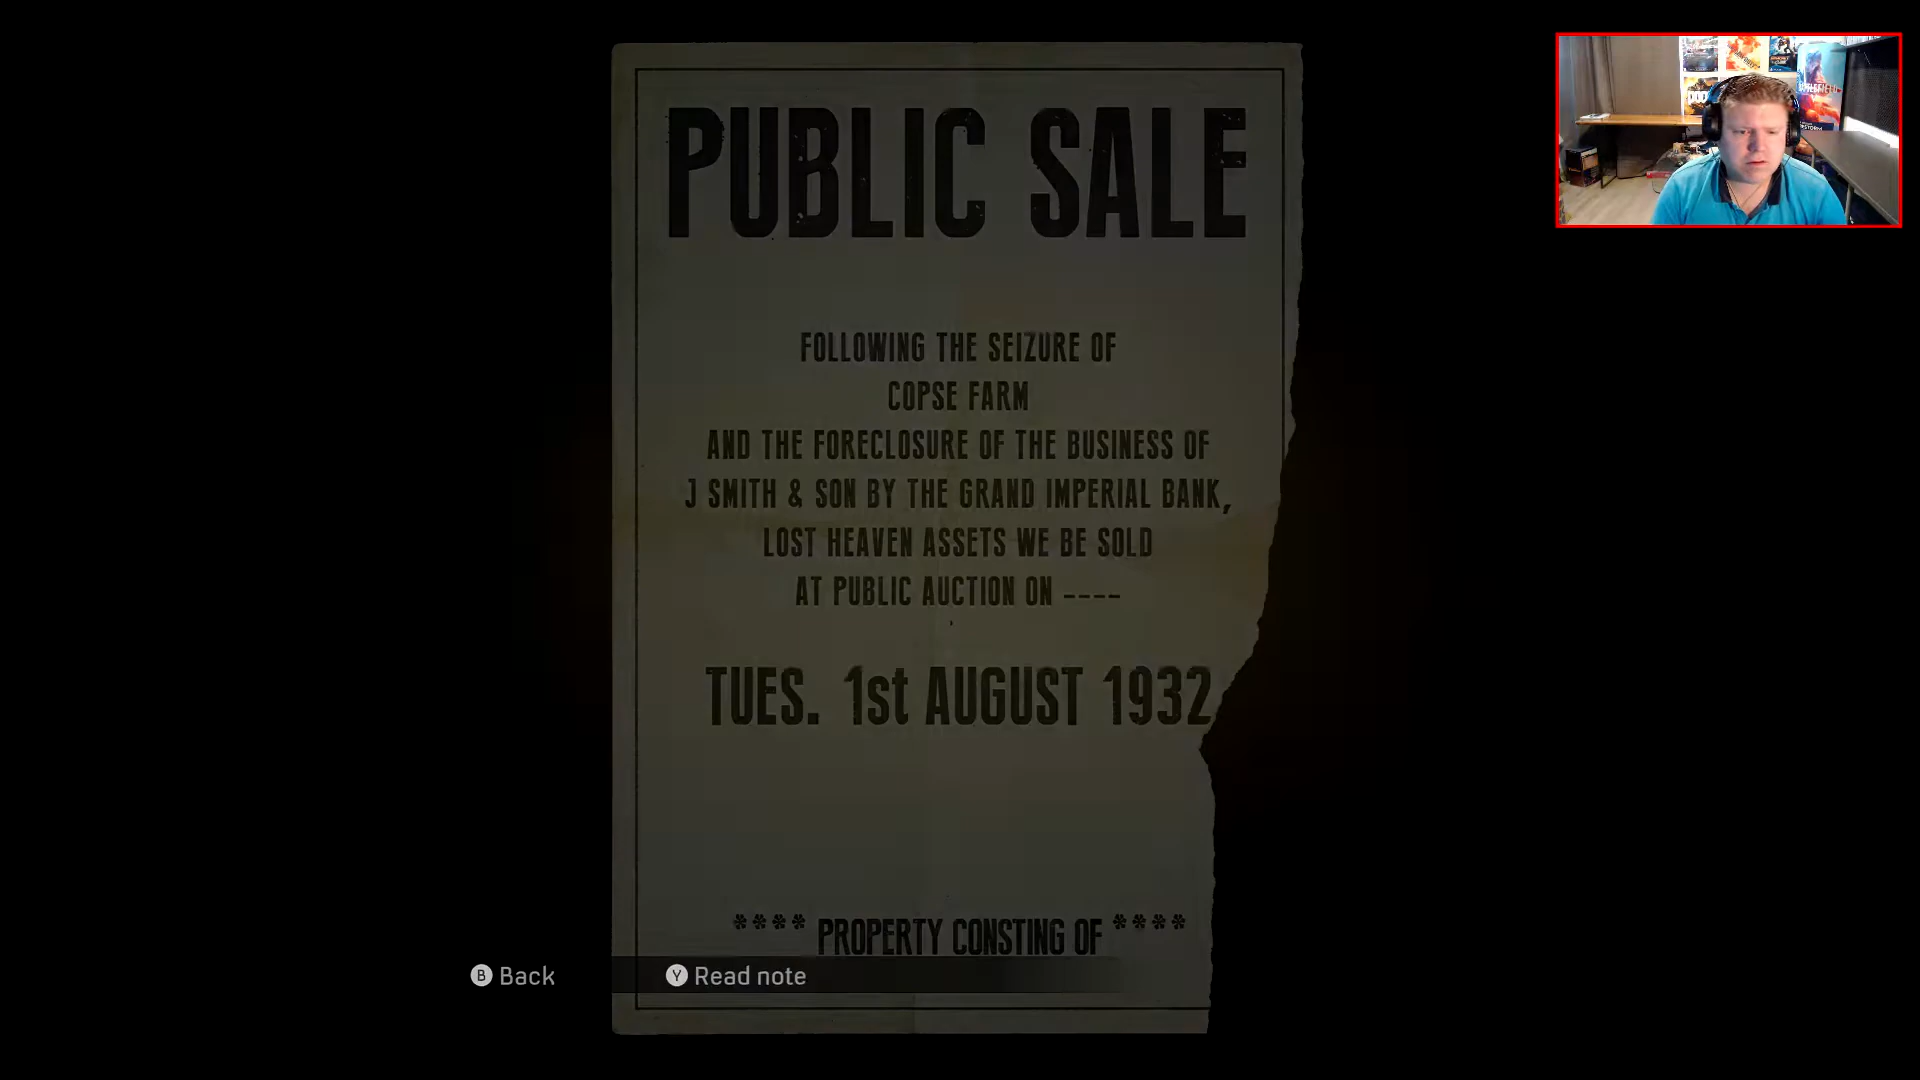 PUBLIC SALE
FOLLOWING THE SEIZURE OF
COPSE FARM
AND THE FORECLOSURE OF THE BUSINESS OF
J SMITH & SON BY THE GRAND IMPERIAL BANK,
LOST HEAVEN ASSETS WE BE SOLD
AT PUBLIC AUCTION ON ----
TUES. 1st AUGUST 1932
**** PROPERTY CONSTING OF ****
B Back
Y Read note